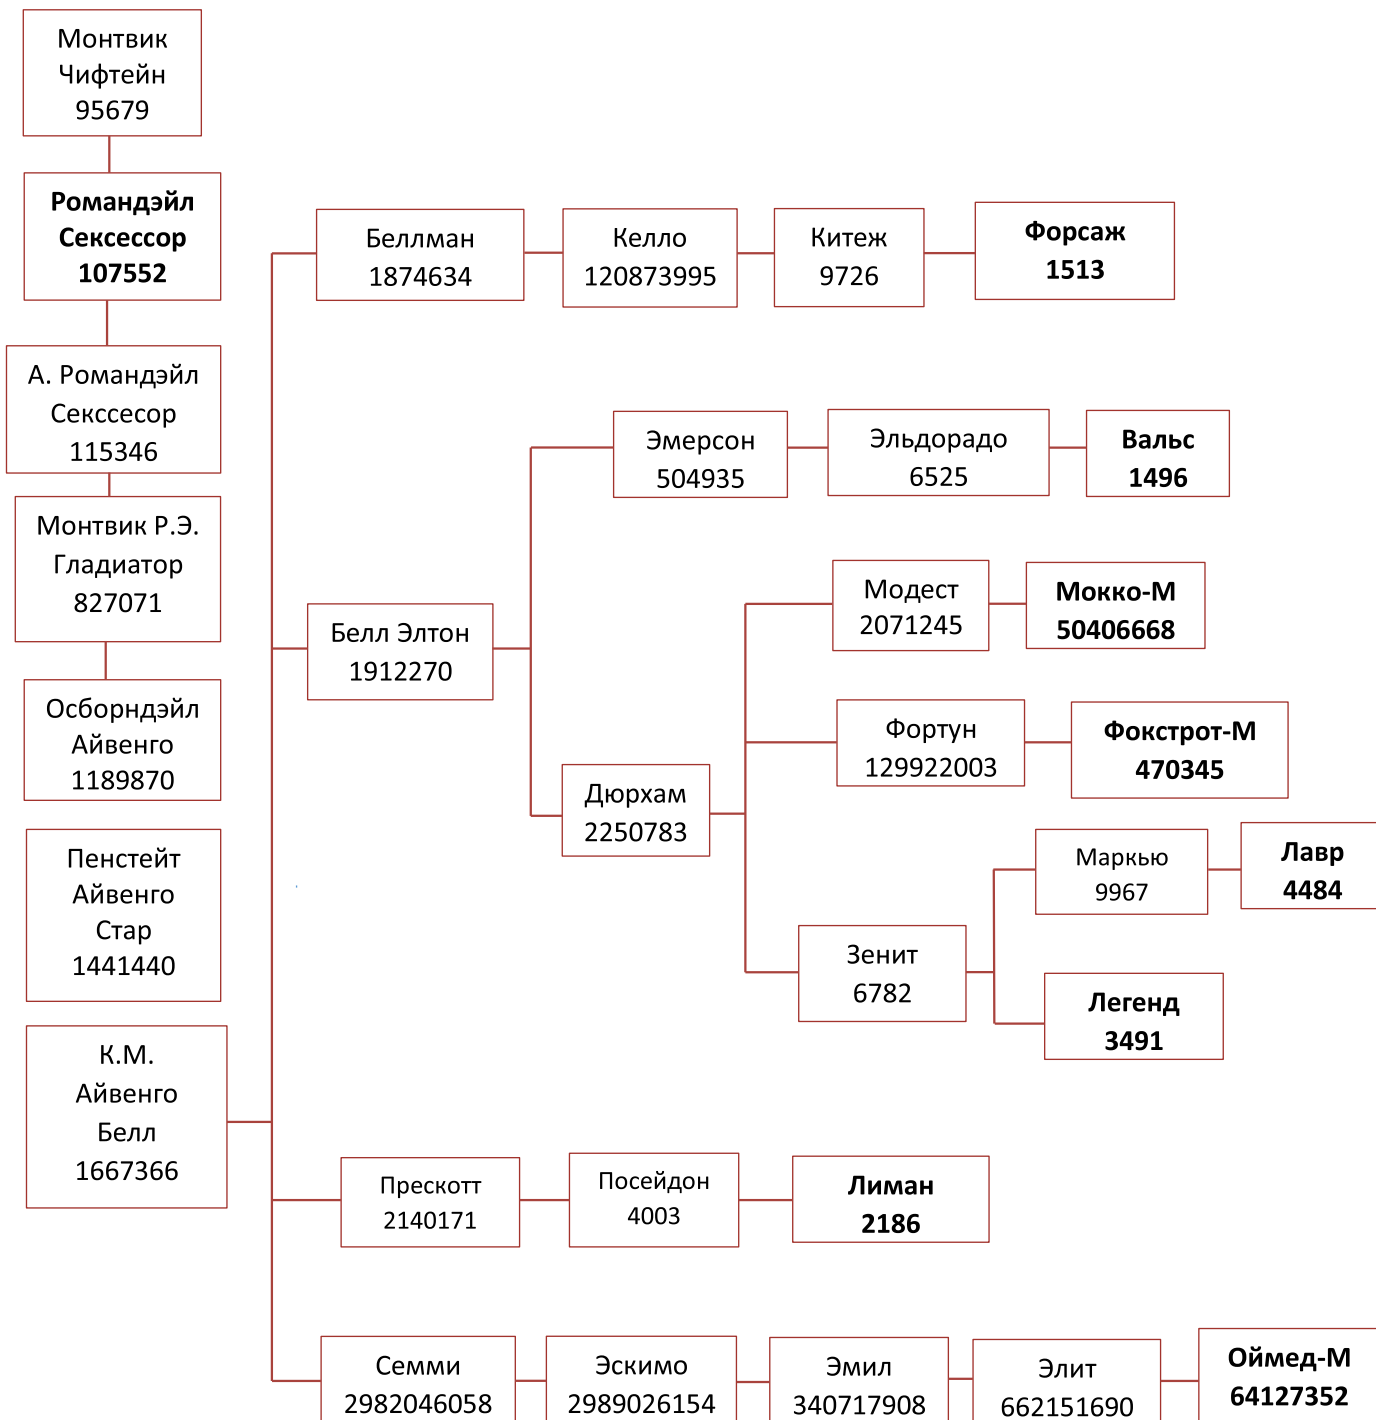 Монтвик
Чифтейн
95679
Романдэйл
Сексессор
107552
А. Романдэйл
Секссесор
115346
Монтвик Р.Э.
Гладиатор
827071
Осборндэйл
Айвенго
1189870
Пенстейт
Айвенго
Стар
1441440
К.М.
Айвенго
Белл
1667366
Беллман
1874634
Келло
120873995
Китеж
9726
Форсаж
1513
Белл Элтон
1912270
Эмерсон
504935
Эльдорадо
6525
Вальс
1496
Дюрхам
2250783
Модест
2071245
Мокко-М
50406668
Фортун
129922003
Фокстрот-М
470345
Зенит
6782
Маркью
9967
Лавр
4484
Легенд
3491
Прескотт
2140171
Посейдон
4003
Лиман
2186
Семми
2982046058
Эскимо
2989026154
Эмил
340717908
Элит
662151690
Оймед-М
64127352